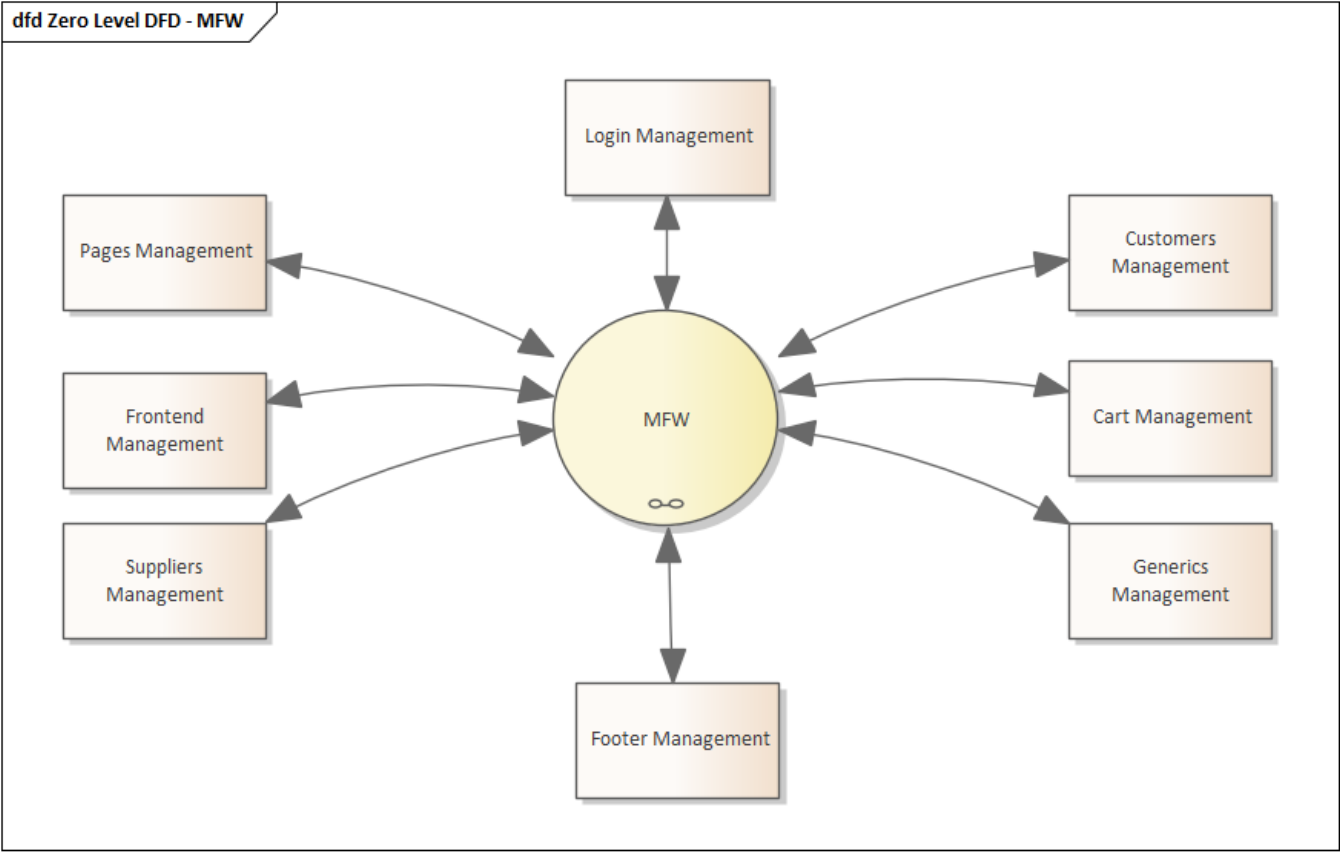 dfd Zero Level DFD - MFW
Login Management
Pages Management
Customers
Management
Frontend
Management
MFW
Cart Management
Suppliers
Management
Generics
Management
Footer Management